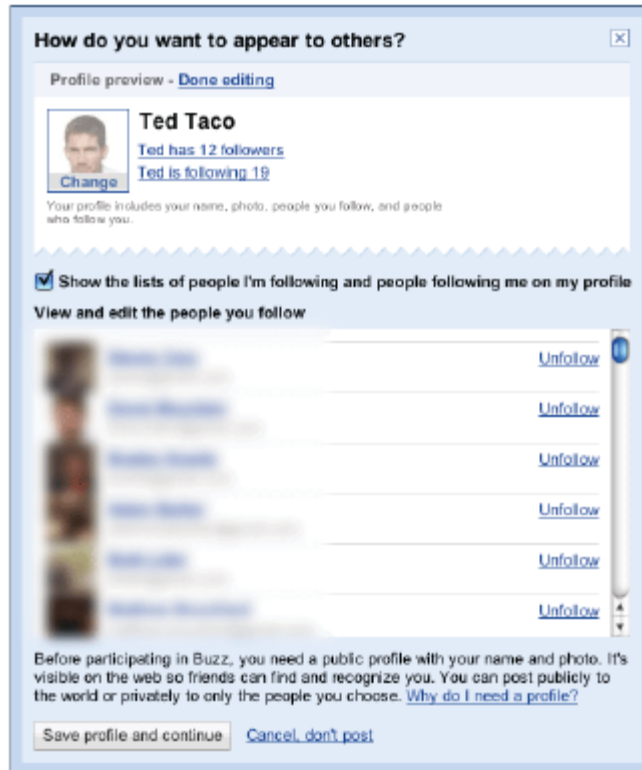 How do you want to appear to others?
Profile preview - Done editing
Ted Taco
Ted has 12 followers
Ted is following 19
Change
Your profile includes your name, photo, people you follow, and people
who follow you.
Show the lists of people I'm following and people following me on my profile
View and edit the people you follow
Unfollow
Unfollow
Unfollow
Unfollow
Unfollow
Unfollow
Before participating in Buzz, you need a public profile with your name and photo. It's
visible on the web so friends can find and recognize you. You can post publicly to
the world or privately to only the people you choose. Why do I need a profile?
Save profile and continue Cancel, don't post